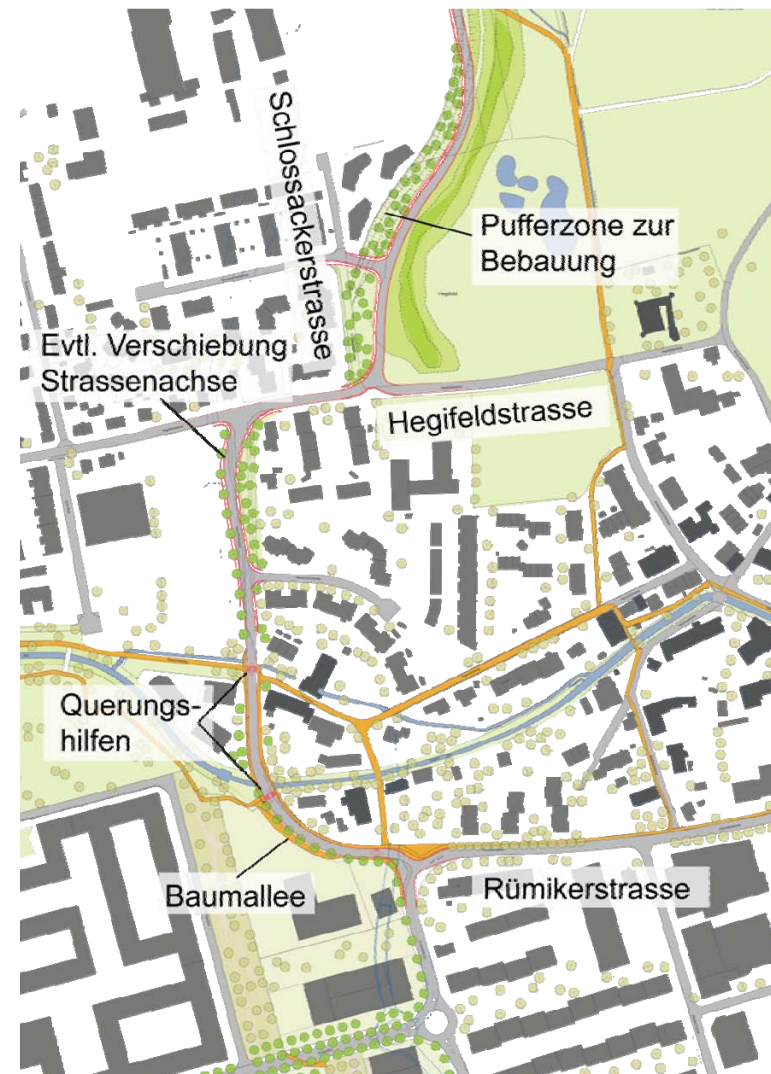 Schlossackerstrasse
Pufferzone zur
Bebauung
Evtl. Verschiebung
Strassenachse
Hegifeldstrasse
Querungs-
hilfen
Baumallee
Rümikerstrasse